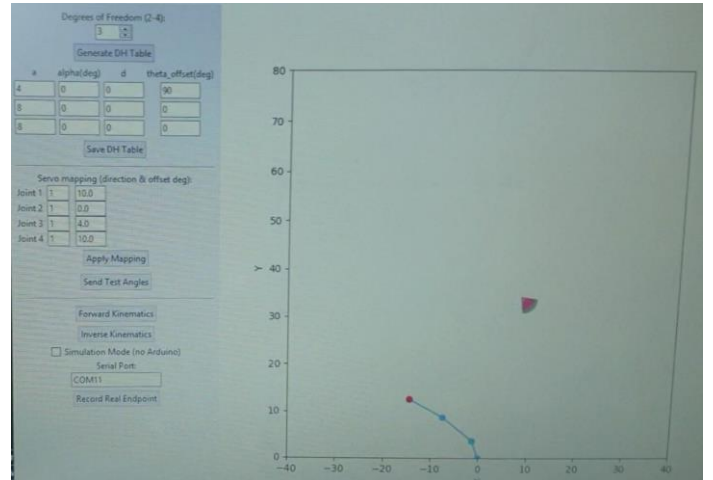 Degrees of Freedom (2-4):
3
Generate DH Table
a alpha(deg) d theta_offset(deg)
4 0 0 90
8 0 0 0
8 0 0 0
Save DH Table
Servo mapping (direction & offset deg):
Joint 1 1 10.0
Joint 2 1 0.0
Joint 3 1 4.0
Joint 4 1 10.0
Apply Mapping
Send Test Angles
Forward Kinematics
Inverse Kinematics
Simulation Mode (no Arduino)
Serial Port:
COM11
Record Real Endpoint
80
70
60
50
Y 40
30
20
10
0
−40 −30 −20 −10 0 10 20 30 40